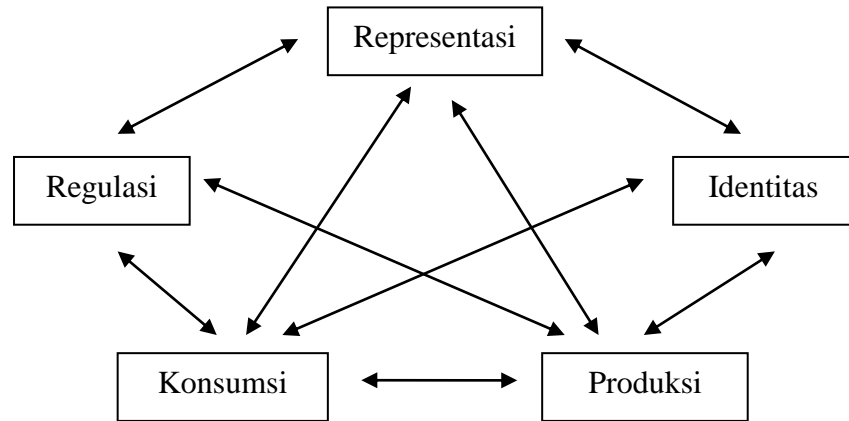 Representasi
Regulasi
Identitas
Konsumsi
Produksi